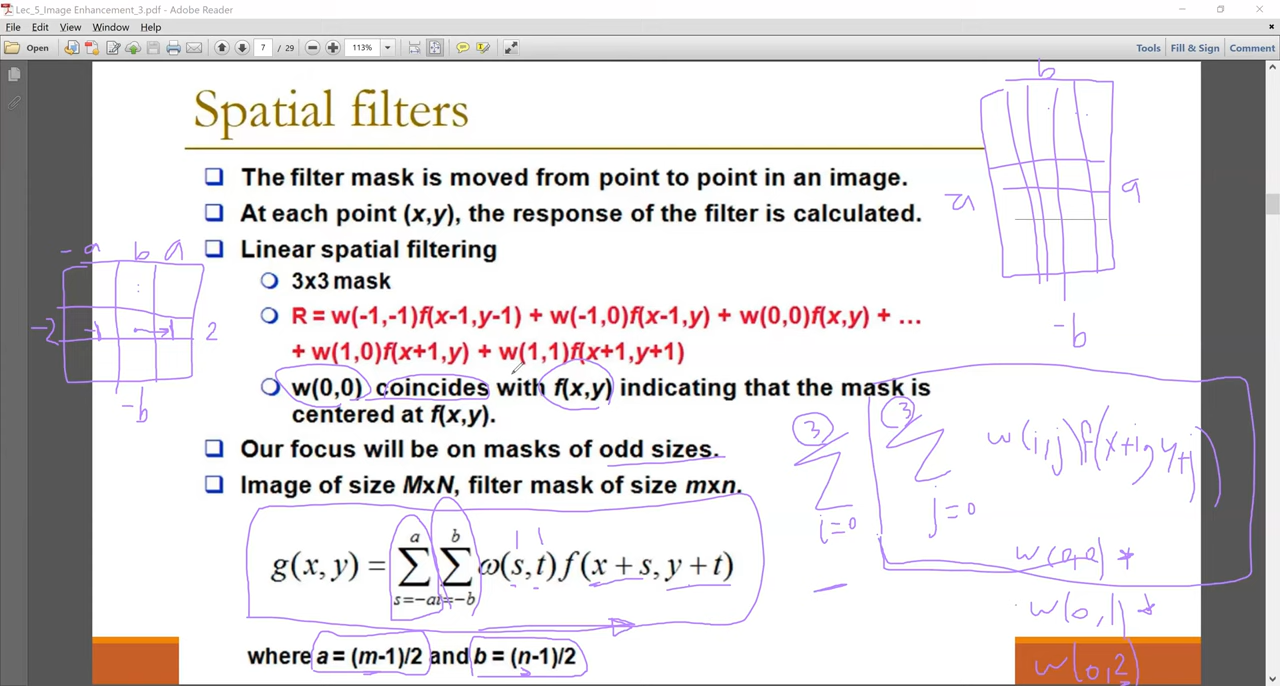 Lec_5_Image Enhancement_3.pdf - Adobe Reader
File Edit View Window Help
Open 7 / 29 113% Tools Fill & Sign Comment
Spatial filters
The filter mask is moved from point to point in an image.
At each point (x,y), the response of the filter is calculated.
Linear spatial filtering
3x3 mask
R = w(-1,-1)f(x-1,y-1) + w(-1,0)f(x-1,y) + w(0,0)f(x,y) + ...
+ w(1,0)f(x+1,y) + w(1,1)f(x+1,y+1)
w(0,0) coincides with f(x,y) indicating that the mask is
centered at f(x,y).
Our focus will be on masks of odd sizes.
Image of size MxN, filter mask of size mxn.
g(x, y) = ∑ s=-a a ∑ t=-b b ω(s,t) f(x + s, y + t)
where a = (m-1)/2 and b = (n-1)/2
b
-a
a
-b
-a b a
-2 -1 1 2
-b
3 3
∑ ∑ w(i,j) f(x+i, y+j)
i=0 j=0
w(0,0) *
w(0,1) *
w(0,2)